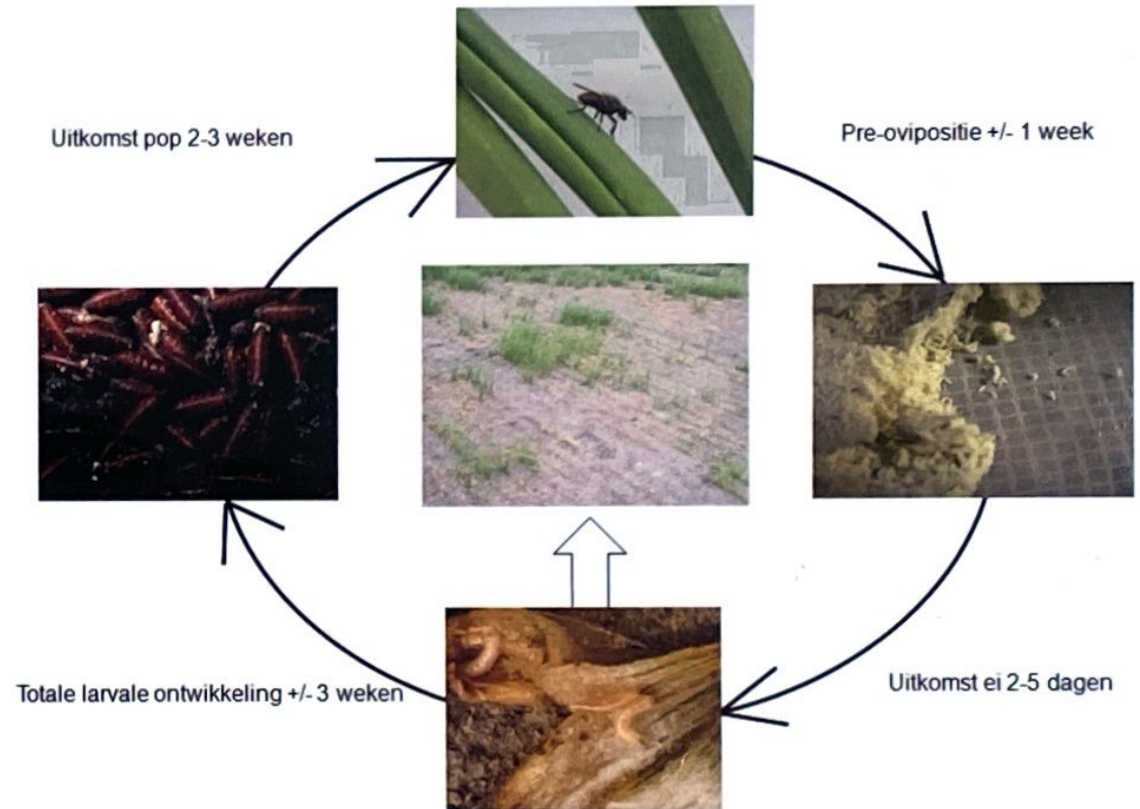 Uitkomst pop 2-3 weken
Pre-ovipositie +/- 1 week
Totale larvale ontwikkeling +/- 3 weken
Uitkomst ei 2-5 dagen